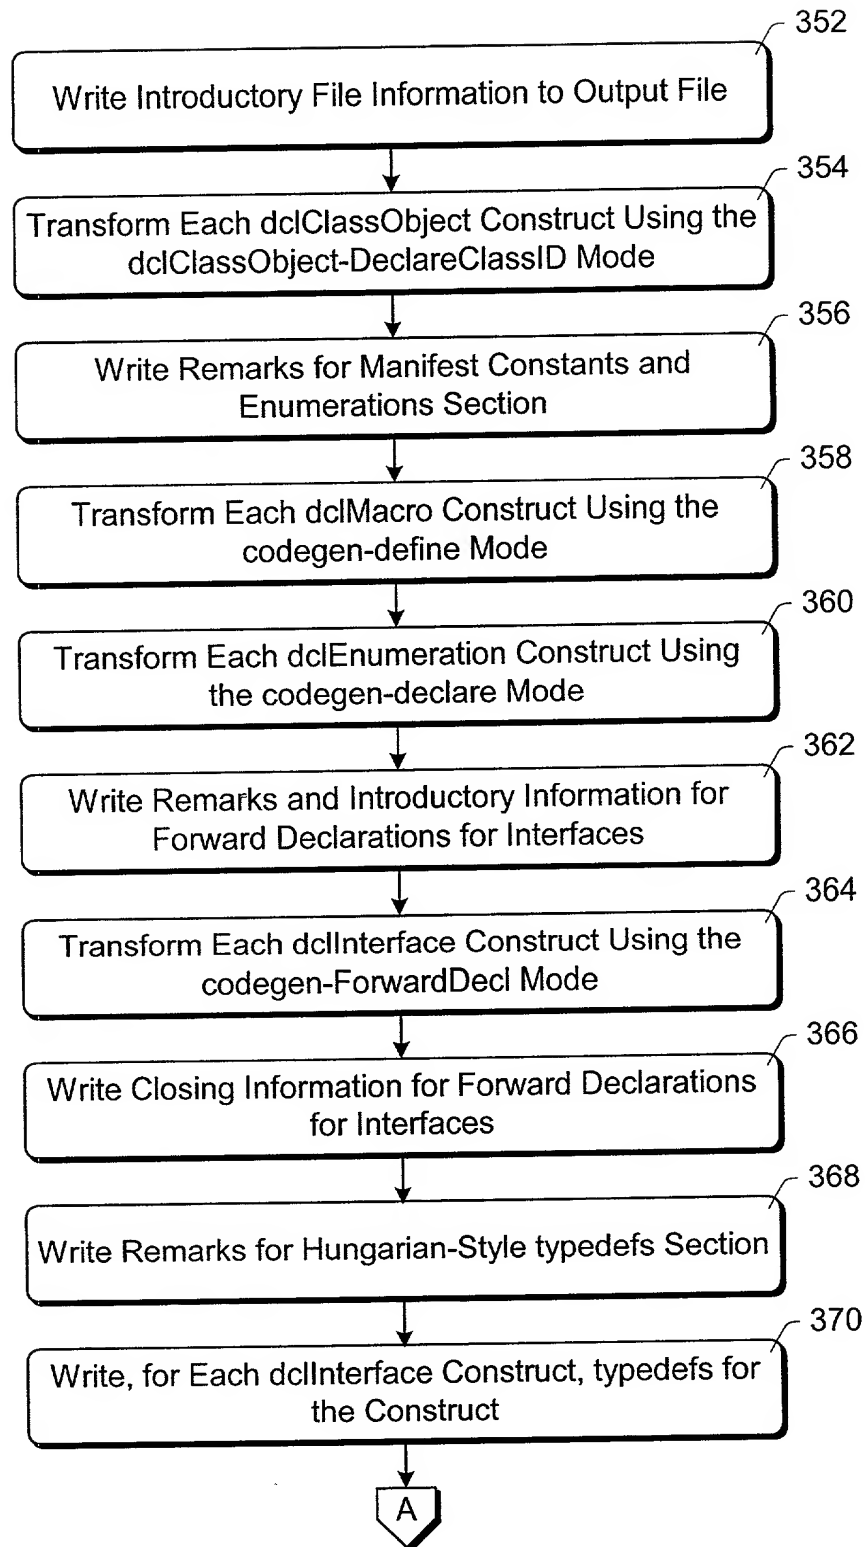 352
Write Introductory File Information to Output File
354
Transform Each dclClassObject Construct Using the
dclClassObject-DeclareClassID Mode
356
Write Remarks for Manifest Constants and
Enumerations Section
358
Transform Each dclMacro Construct Using the
codegen-define Mode
360
Transform Each dclEnumeration Construct Using
the codegen-declare Mode
362
Write Remarks and Introductory Information for
Forward Declarations for Interfaces
364
Transform Each dclInterface Construct Using the
codegen-ForwardDecl Mode
366
Write Closing Information for Forward Declarations
for Interfaces
368
Write Remarks for Hungarian-Style typedefs Section
370
Write, for Each dclInterface Construct, typedefs for
the Construct
A